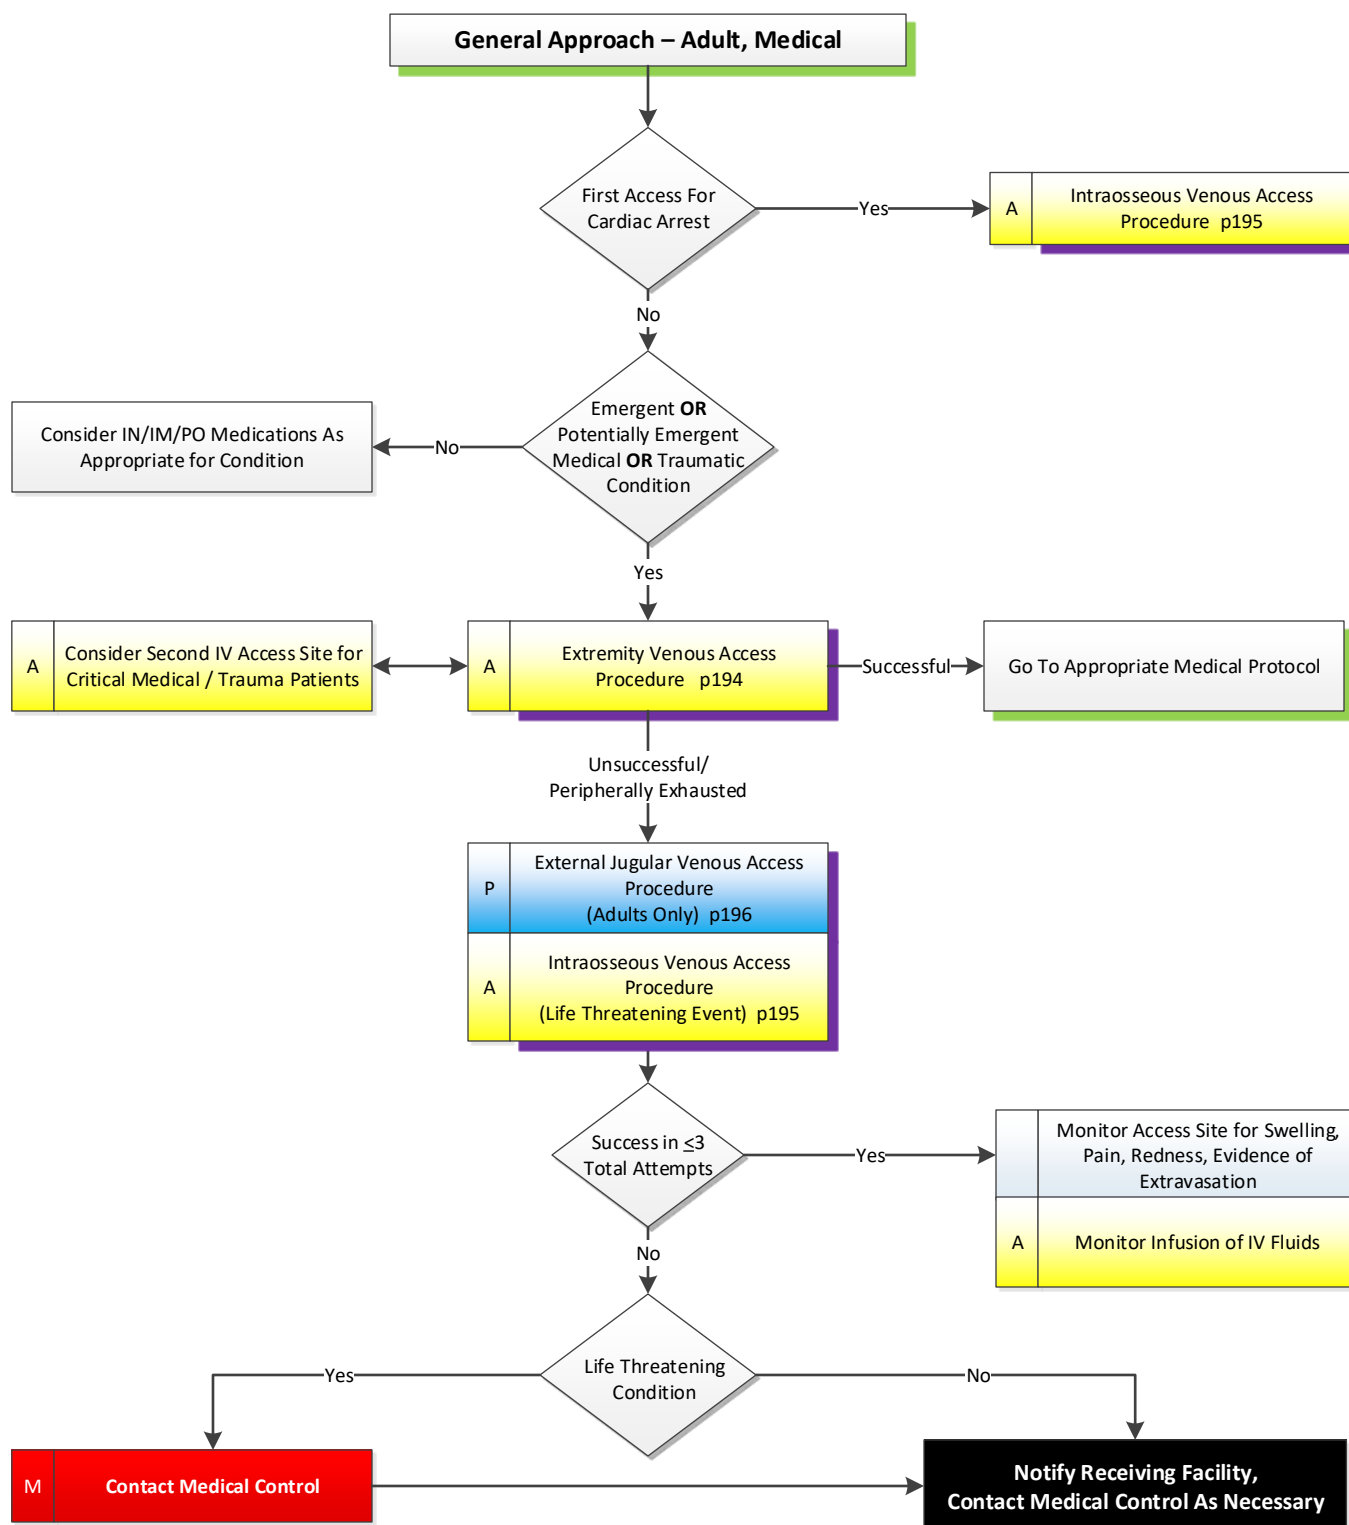 General Approach – Adult, Medical
First Access For
Cardiac Arrest
Yes
A
Intraosseous Venous Access
Procedure p195
No
Emergent OR
Potentially Emergent
Medical OR Traumatic
Condition
No
Consider IN/IM/PO Medications As
Appropriate for Condition
Yes
A
Consider Second IV Access Site for
Critical Medical / Trauma Patients
A
Extremity Venous Access
Procedure p194
Successful
Go To Appropriate Medical Protocol
Unsuccessful/
Peripherally Exhausted
P
External Jugular Venous Access
Procedure
(Adults Only) p196
A
Intraosseous Venous Access
Procedure
(Life Threatening Event) p195
Success in ≤3
Total Attempts
Yes
Monitor Access Site for Swelling,
Pain, Redness, Evidence of
Extravasation
A
Monitor Infusion of IV Fluids
No
Life Threatening
Condition
Yes
No
M
Contact Medical Control
Notify Receiving Facility,
Contact Medical Control As Necessary